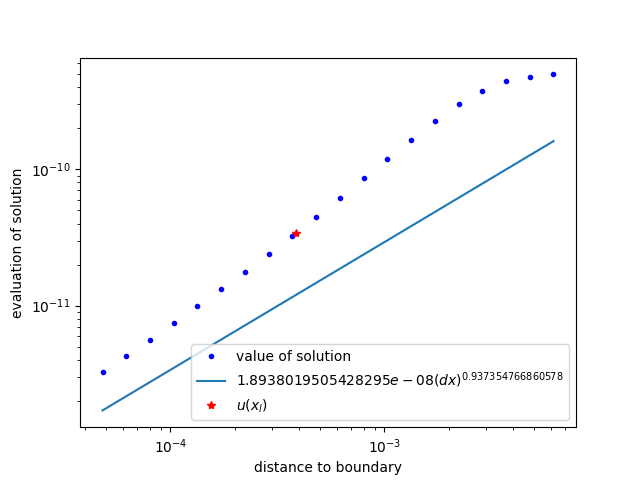 10⁻¹⁰
10⁻¹¹
evaluation of solution
value of solution
1.8938019505428295e − 08(dx)^0.937354766860578
u(x_I)
10⁻⁴
10⁻³
distance to boundary